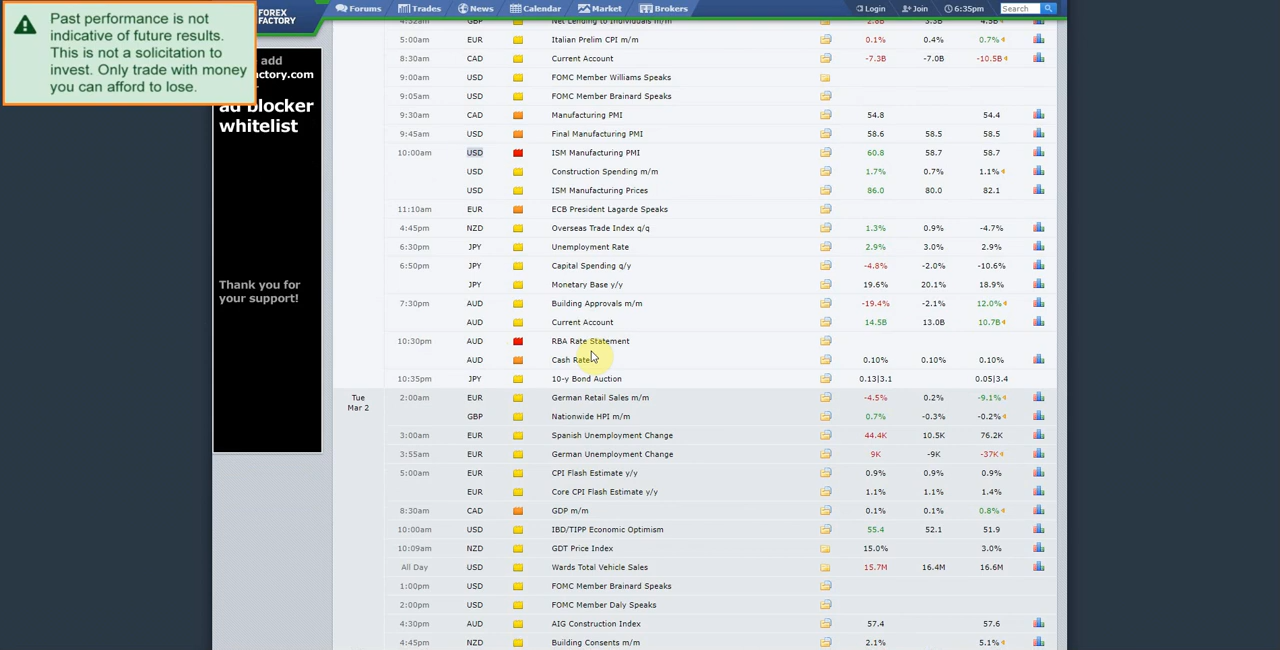 Past performance is not
indicative of future results.
This is not a solicitation to
invest. Only trade with money
you can afford to lose.
FOREX
FACTORY
Forums Trades News Calendar Market Brokers Login Join 6:35pm Search
add
actory.com
ad blocker
whitelist
Thank you for
your support!
4:30am GBP Net Lending to Individuals m/m
5:00am EUR Italian Prelim CPI m/m 0.1% 0.4% 0.7%
8:30am CAD Current Account -7.3B -7.0B -10.5B
9:00am USD FOMC Member Williams Speaks
9:05am USD FOMC Member Brainard Speaks
9:30am CAD Manufacturing PMI 54.8 54.4
9:45am USD Final Manufacturing PMI 58.6 58.5 58.5
10:00am USD ISM Manufacturing PMI 60.8 58.7 58.7
USD Construction Spending m/m 1.7% 0.7% 1.1%
USD ISM Manufacturing Prices 86.0 80.0 82.1
11:10am EUR ECB President Lagarde Speaks
4:45pm NZD Overseas Trade Index q/q 1.3% 0.9% -4.7%
6:30pm JPY Unemployment Rate 2.9% 3.0% 2.9%
6:50pm JPY Capital Spending q/y -4.8% -2.0% -10.6%
JPY Monetary Base y/y 19.6% 20.1% 18.9%
7:30pm AUD Building Approvals m/m -19.4% -2.1% 12.0%
AUD Current Account 14.5B 13.0B 10.7B
10:30pm AUD RBA Rate Statement
AUD Cash Rate 0.10% 0.10% 0.10%
10:35pm JPY 10-y Bond Auction 0.13|3.1 0.05|3.4
Tue
Mar 2
2:00am EUR German Retail Sales m/m -4.5% 0.2% -9.1%
GBP Nationwide HPI m/m 0.7% -0.3% -0.2%
3:00am EUR Spanish Unemployment Change 44.4K 10.5K 76.2K
3:55am EUR German Unemployment Change 9K -9K -37K
5:00am EUR CPI Flash Estimate y/y 0.9% 0.9% 0.9%
EUR Core CPI Flash Estimate y/y 1.1% 1.1% 1.4%
8:30am CAD GDP m/m 0.1% 0.1% 0.8%
10:00am USD IBD/TIPP Economic Optimism 55.4 52.1 51.9
10:09am NZD GDT Price Index 15.0% 3.0%
All Day USD Wards Total Vehicle Sales 15.7M 16.4M 16.6M
1:00pm USD FOMC Member Brainard Speaks
2:00pm USD FOMC Member Daly Speaks
4:30pm AUD AIG Construction Index 57.4 57.6
4:45pm NZD Building Consents m/m 2.1% 5.1%